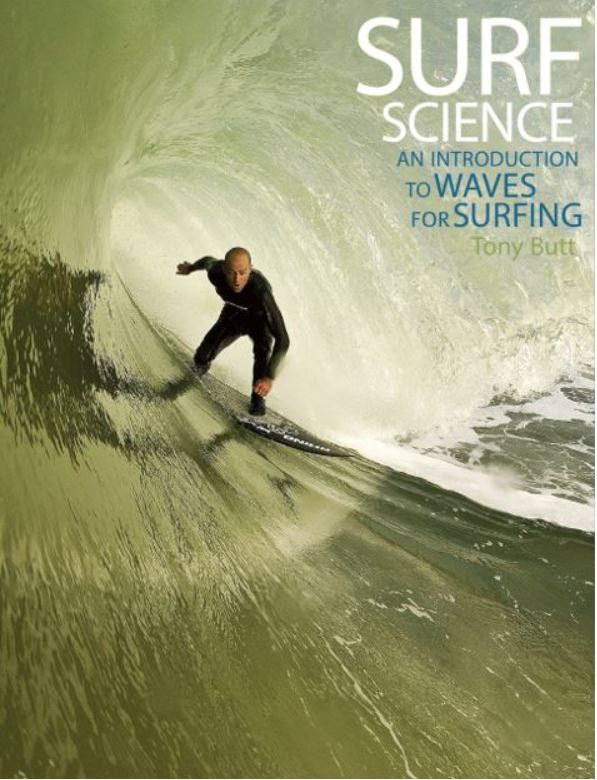 SURF
SCIENCE
AN INTRODUCTION
TO WAVES
FOR SURFING
Tony Butt